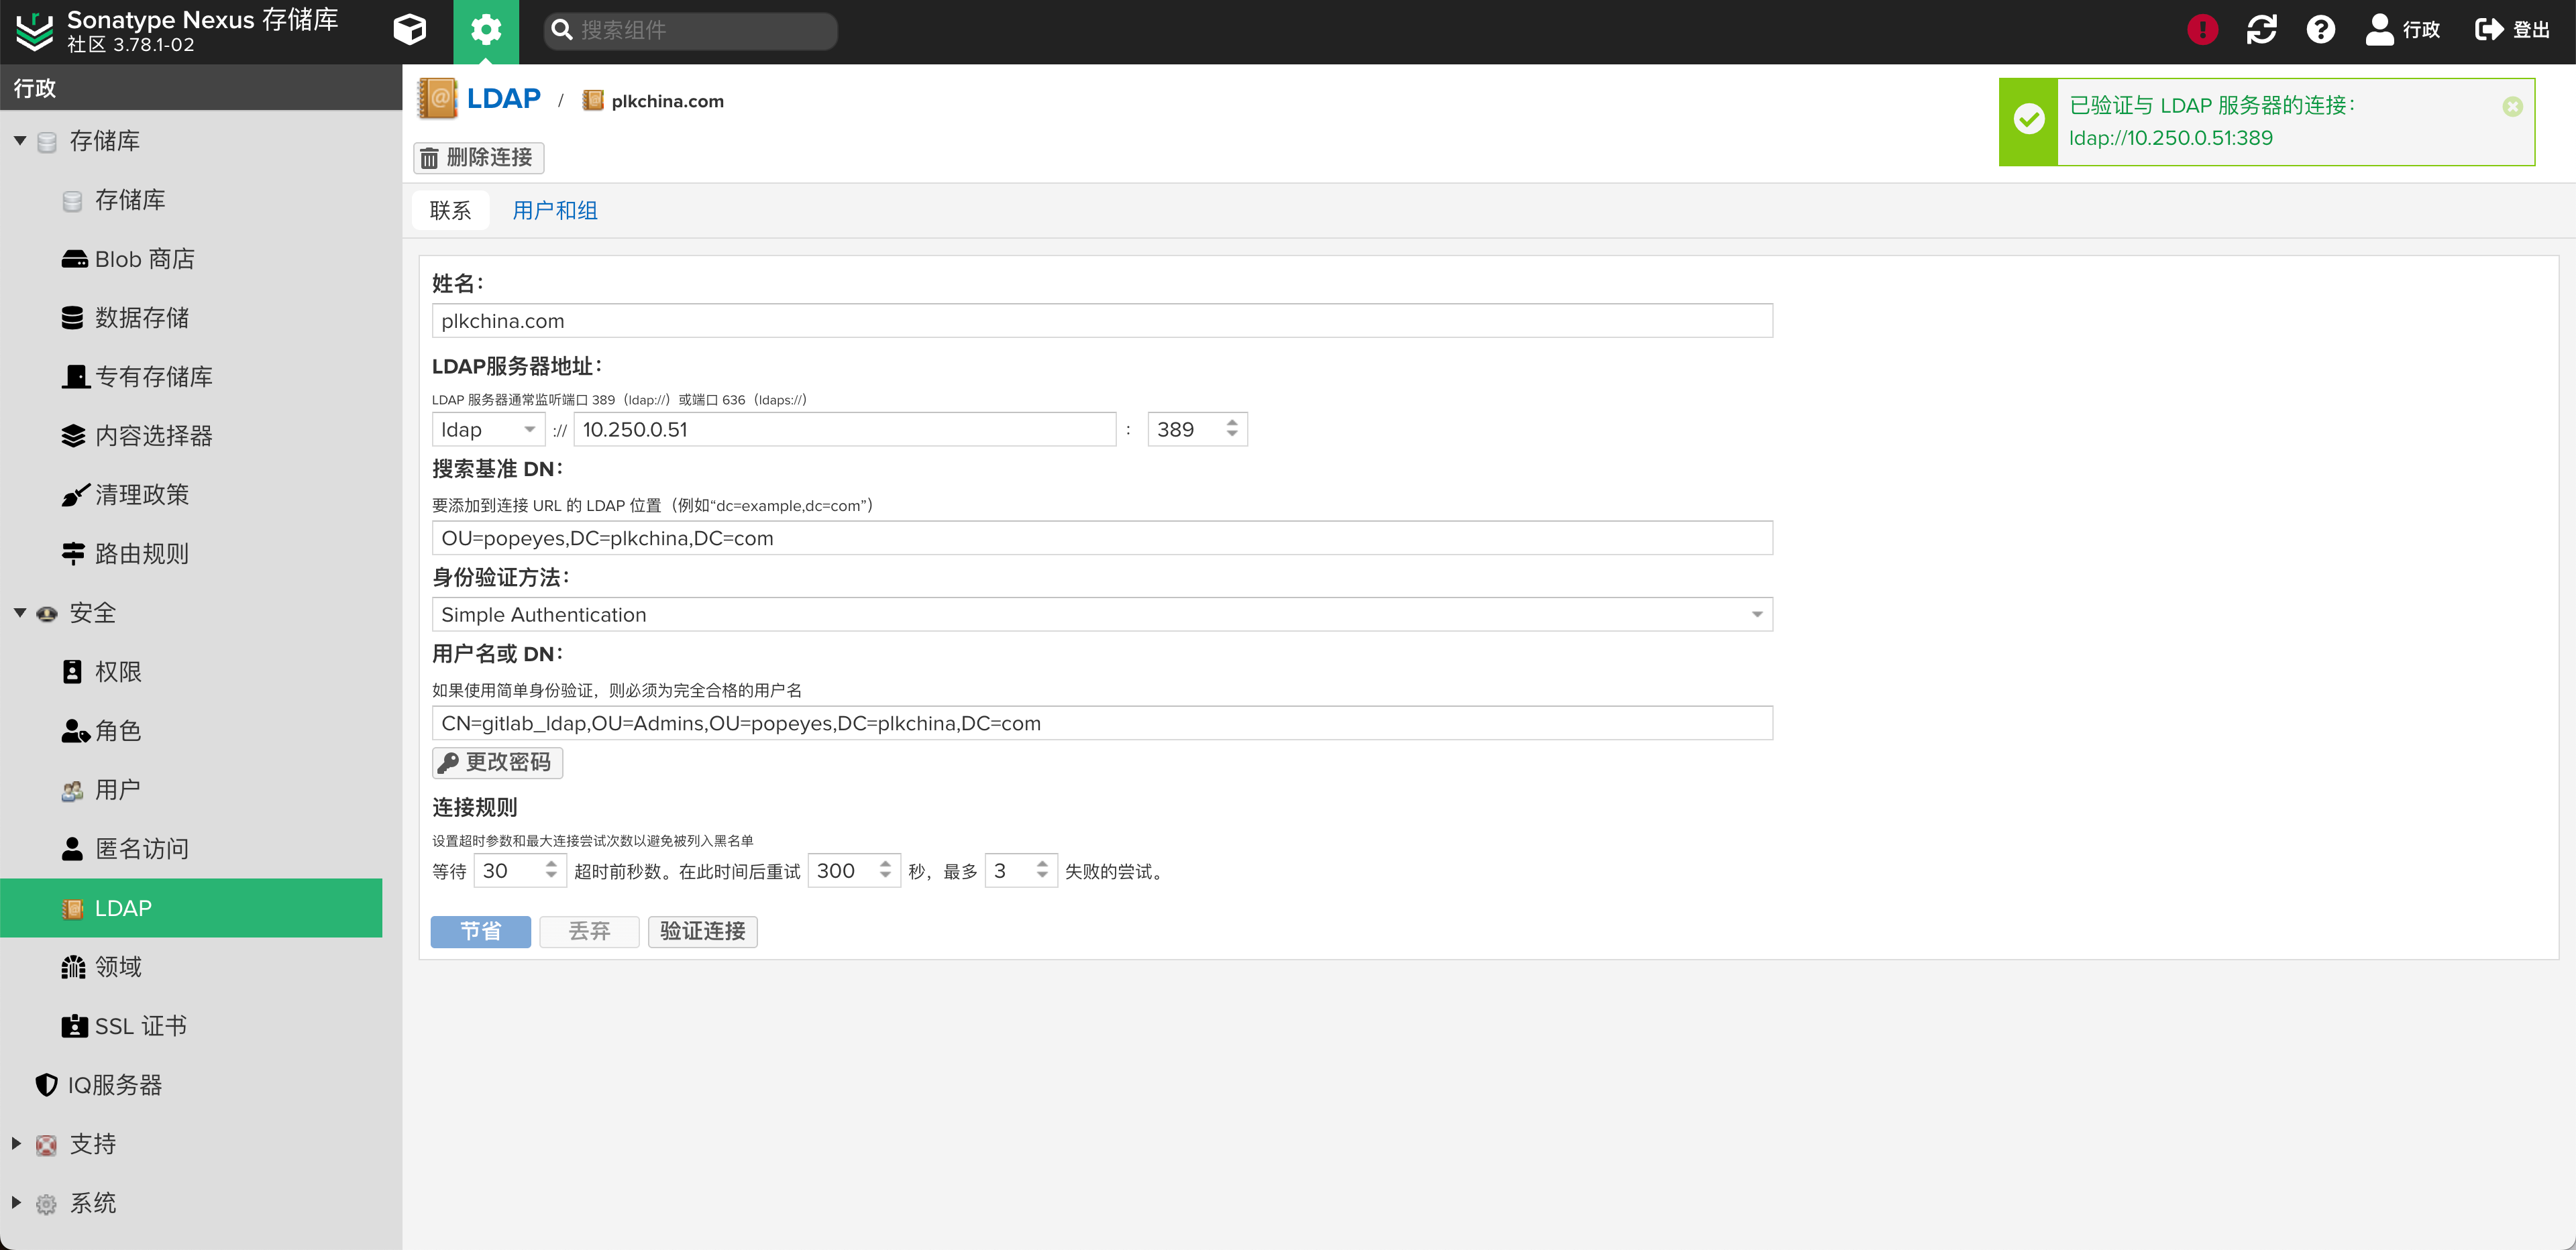 Sonatype Nexus 存储库
社区 3.78.1-02
搜索组件
行政
登出
行政
存储库
存储库
Blob 商店
数据存储
专有存储库
内容选择器
清理政策
路由规则
安全
权限
角色
用户
匿名访问
LDAP
领域
SSL 证书
IQ服务器
支持
系统
LDAP / plkchina.com
已验证与 LDAP 服务器的连接：
ldap://10.250.0.51:389
删除连接
联系 用户和组
姓名：
plkchina.com
LDAP服务器地址：
LDAP 服务器通常监听端口 389（ldap://）或端口 636（ldaps://）
ldap :// 10.250.0.51 : 389
搜索基准 DN：
要添加到连接 URL 的 LDAP 位置（例如“dc=example,dc=com”）
OU=popeyes,DC=plkchina,DC=com
身份验证方法：
Simple Authentication
用户名或 DN：
如果使用简单身份验证，则必须为完全合格的用户名
CN=gitlab_ldap,OU=Admins,OU=popeyes,DC=plkchina,DC=com
更改密码
连接规则
设置超时参数和最大连接尝试次数以避免被列入黑名单
等待 30 超时前秒数。在此时间后重试 300 秒，最多 3 失败的尝试。
节省 丢弃 验证连接